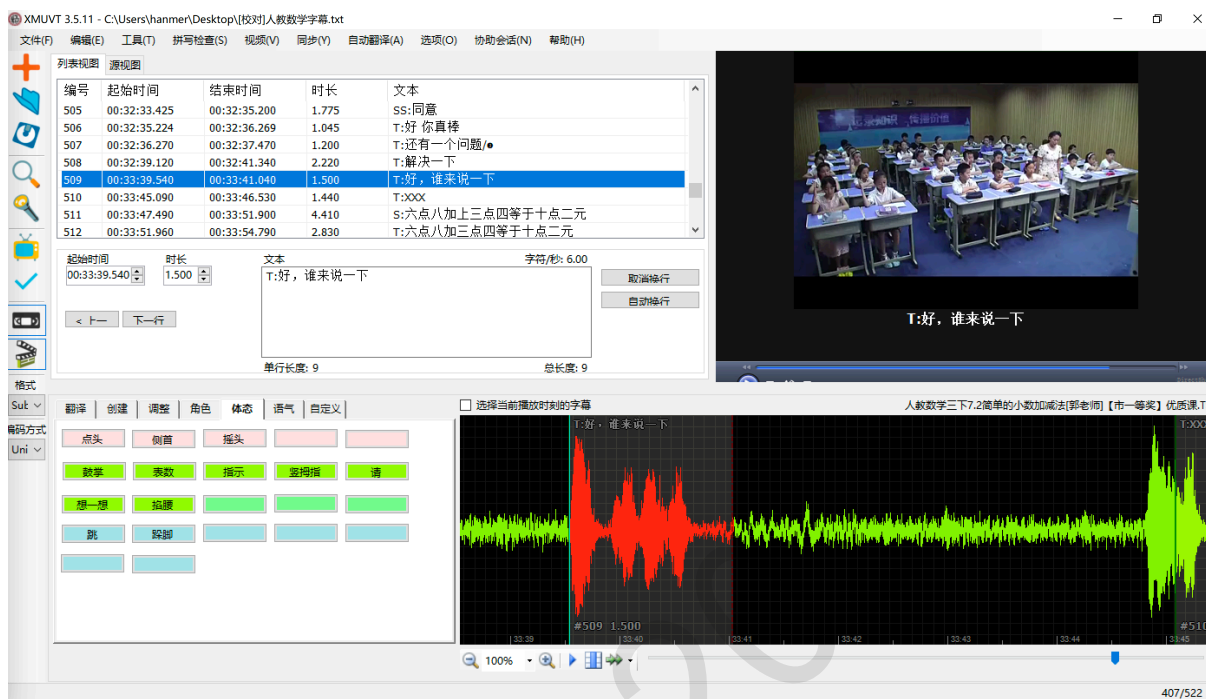 XMUVT 3.5.11 - C:\Users\hanmer\Desktop\[校对]人教数学字幕.txt
文件(F) 编辑(E) 工具(T) 拼写检查(S) 视频(V) 同步(Y) 自动翻译(A) 选项(O) 协助会话(N) 帮助(H)
列表视图 源视图
编号 起始时间 结束时间 时长 文本
505 00:32:33.425 00:32:35.200 1.775 SS:同意
506 00:32:35.224 00:32:36.269 1.045 T:好 你真棒
507 00:32:36.270 00:32:37.470 1.200 T:还有一个问题/●
508 00:32:39.120 00:32:41.340 2.220 T:解决一下
509 00:33:39.540 00:33:41.040 1.500 T:好，谁来说一下
510 00:33:45.090 00:33:46.530 1.440 T:XXX
511 00:33:47.490 00:33:51.900 4.410 S:六点八加上三点四等于十点二元
512 00:33:51.960 00:33:54.790 2.830 T:六点八加三点四等于十点二元
起始时间 时长 文本 字符/秒: 6.00
00:33:39.540 1.500 T:好，谁来说一下
取消换行
自动换行
< 上一 下一行
单行长度: 9 总长度: 9
T:好，谁来说一下
格式
Sub
编码方式
Uni
翻译 创建 调整 角色 体态 语气 自定义
点头 侧首 摇头
鼓掌 表数 指示 竖拇指 请
想一想 掐腰
跳 跺脚
选择当前播放时刻的字幕 人教数学三下7.2简单的小数加减法[郭老师]【市一等奖】优质课.T
T:好，谁来说一下 T:XXX
#509 1.500 #510
33:39 33:40 33:41 33:42 33:43 33:44 33:45
100%
407/522